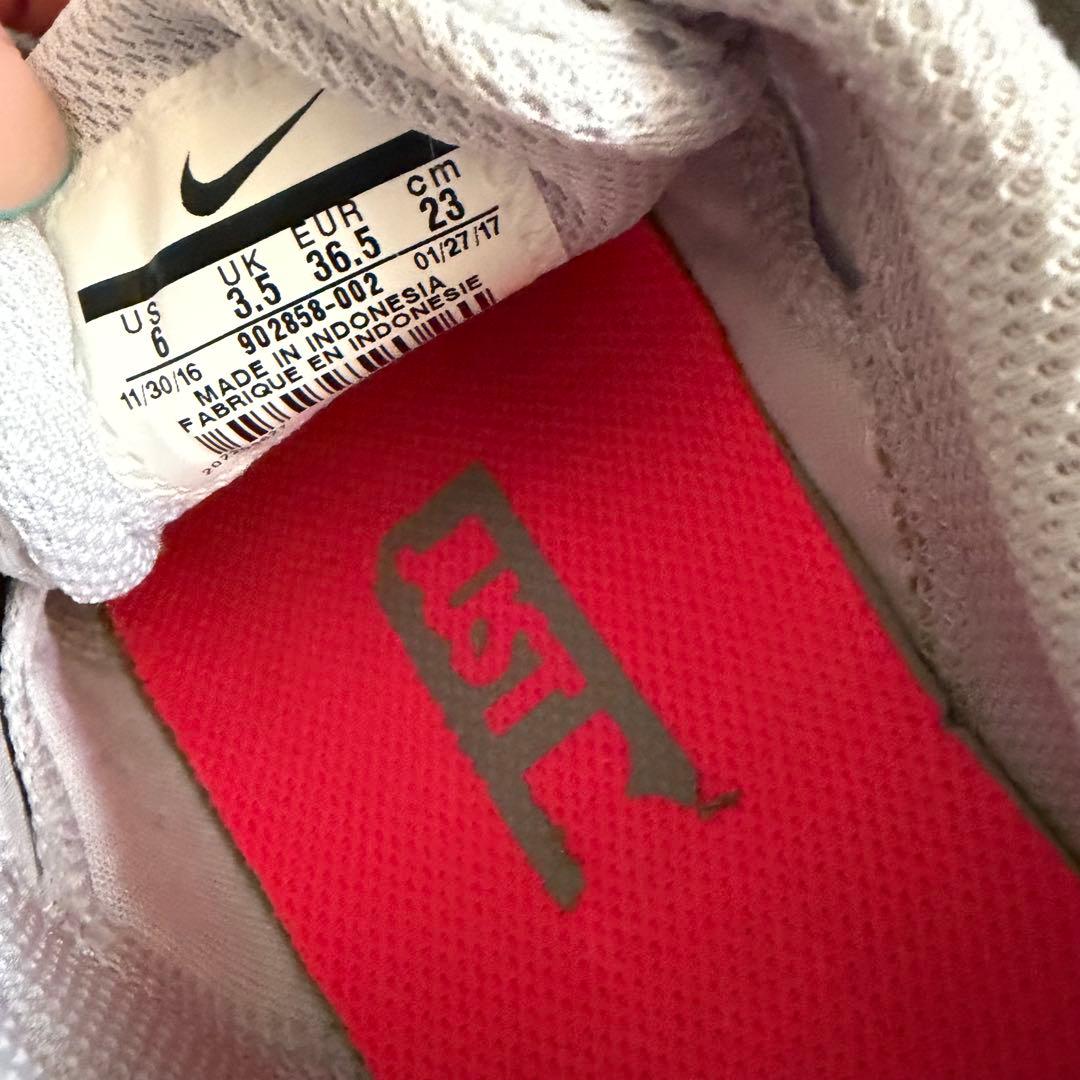 US UK EUR cm
6 3.5 36.5 23
11/30/16 902858-002 01/27/17
MADE IN INDONESIA
FABRIQUE EN INDONESIE
JUST